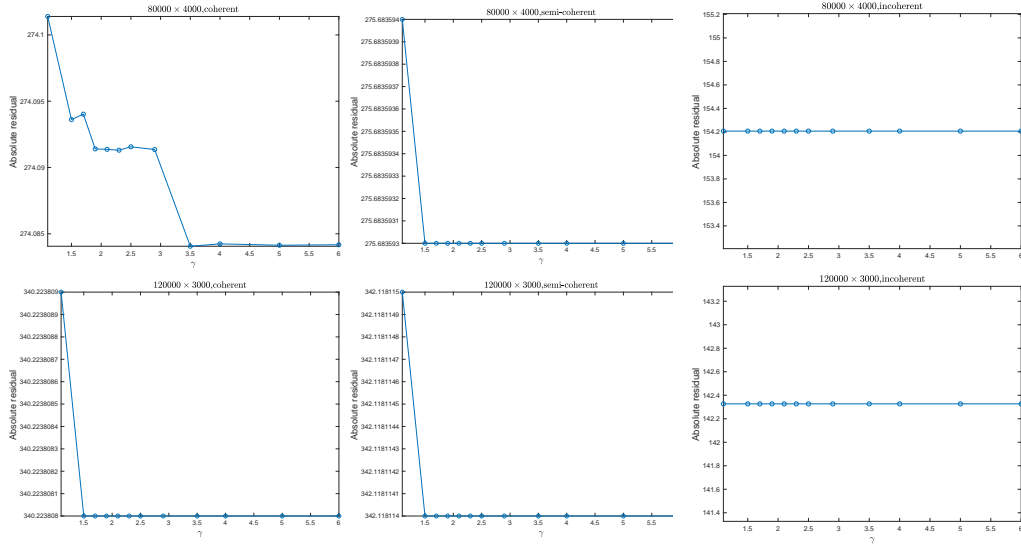 80000 × 4000,coherent
Absolute residual
274.1
274.095
274.09
274.085
1.5 2 2.5 3 3.5 4 4.5 5 5.5 6
γ
80000 × 4000,semi-coherent
Absolute residual
275.683594
275.6835939
275.6835938
275.6835937
275.6835936
275.6835935
275.6835934
275.6835933
275.6835932
275.6835931
275.683593
1.5 2 2.5 3 3.5 4 4.5 5 5.5
γ
80000 × 4000,incoherent
Absolute residual
155.2
155
154.8
154.6
154.4
154.2
154
153.8
153.6
153.4
1.5 2 2.5 3 3.5 4 4.5 5 5.5 6
120000 × 3000,coherent
Absolute residual
340.223809
340.2238089
340.2238088
340.2238087
340.2238086
340.2238085
340.2238084
340.2238083
340.2238082
340.2238081
340.223808
1.5 2 2.5 3 3.5 4 4.5 5 5.5 6
γ
120000 × 3000,semi-coherent
Absolute residual
342.118115
342.1181149
342.1181148
342.1181147
342.1181146
342.1181145
342.1181144
342.1181143
342.1181142
342.1181141
342.118114
1.5 2 2.5 3 3.5 4 4.5 5 5.5
γ
120000 × 3000,incoherent
Absolute residual
143.2
143
142.8
142.6
142.4
142.2
142
141.8
141.6
141.4
1.5 2 2.5 3 3.5 4 4.5 5 5.5 6
γ